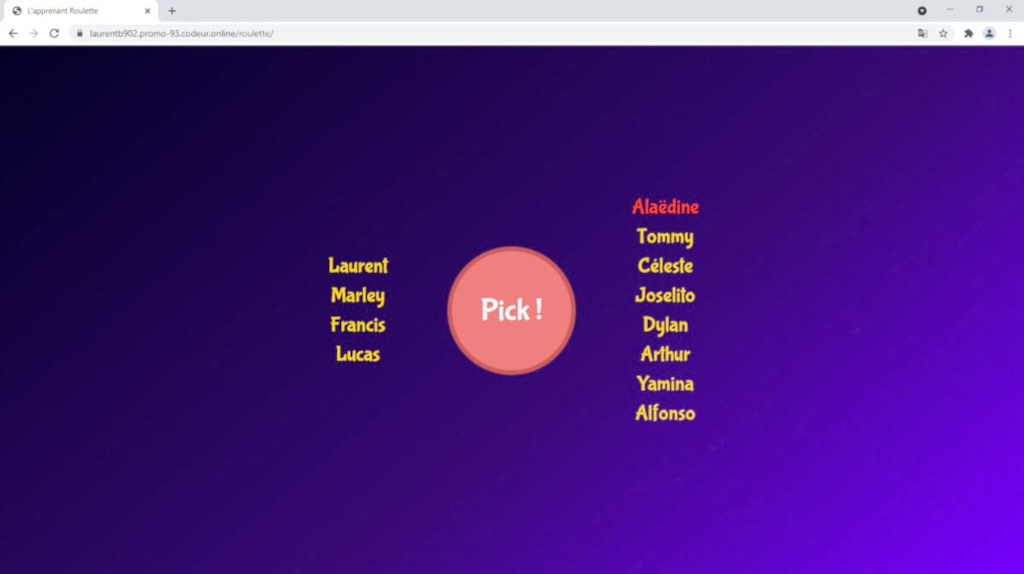 L'apprenant Roulette
laurentb902.promo-93.codeur.online/roulette/
Laurent
Marley
Francis
Lucas
Pick !
Alaëdine
Tommy
Céleste
Joselito
Dylan
Arthur
Yamina
Alfonso